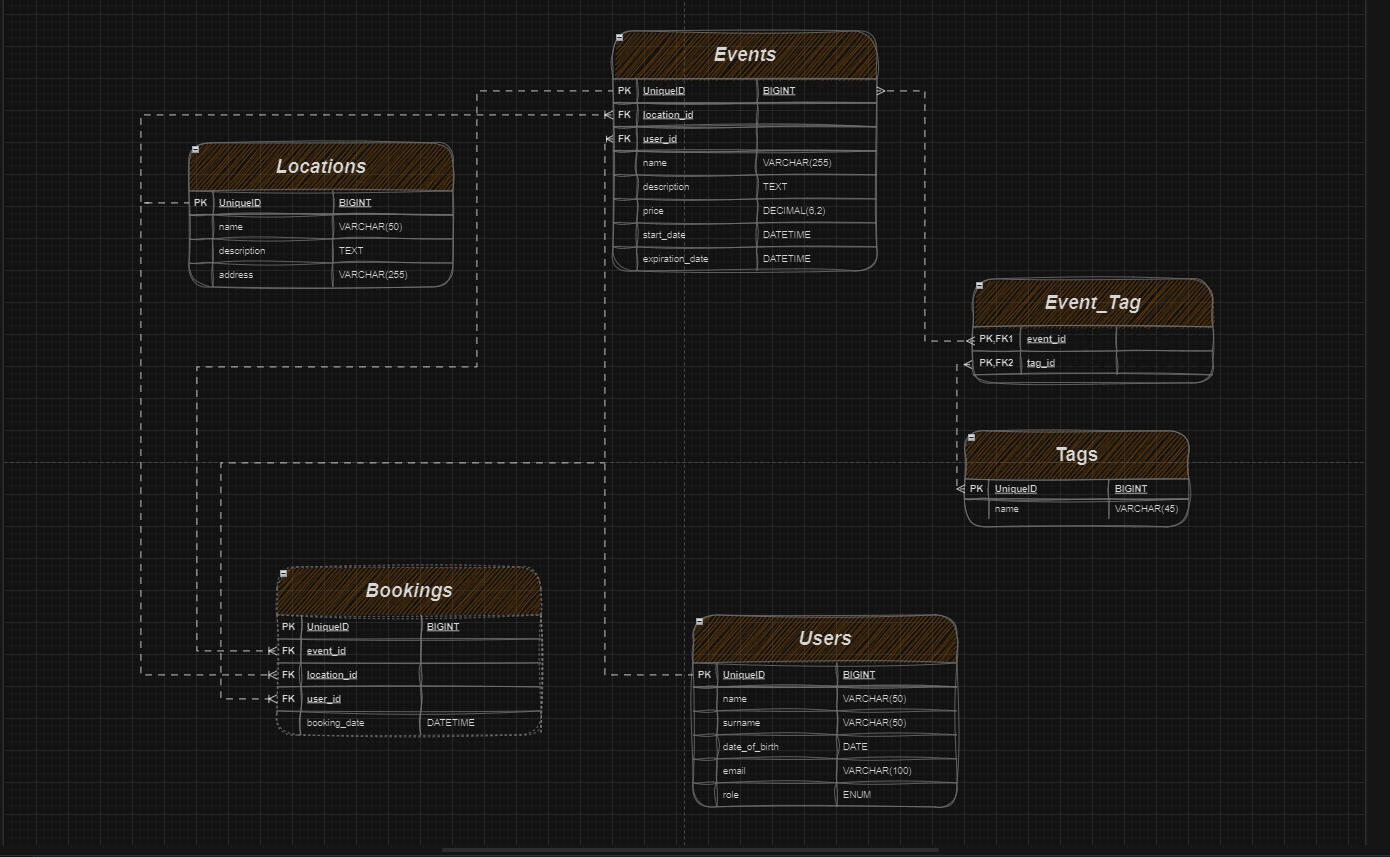 Events
PK UniqueID BIGINT
FK location_id
FK user_id
name VARCHAR(255)
description TEXT
price DECIMAL(6,2)
start_date DATETIME
expiration_date DATETIME
Locations
PK UniqueID BIGINT
name VARCHAR(50)
description TEXT
address VARCHAR(255)
Event_Tag
PK,FK1 event_id
PK,FK2 tag_id
Tags
PK UniqueID BIGINT
name VARCHAR(45)
Bookings
PK UniqueID BIGINT
FK event_id
FK location_id
FK user_id
booking_date DATETIME
Users
PK UniqueID BIGINT
name VARCHAR(50)
surname VARCHAR(50)
date_of_birth DATE
email VARCHAR(100)
role ENUM